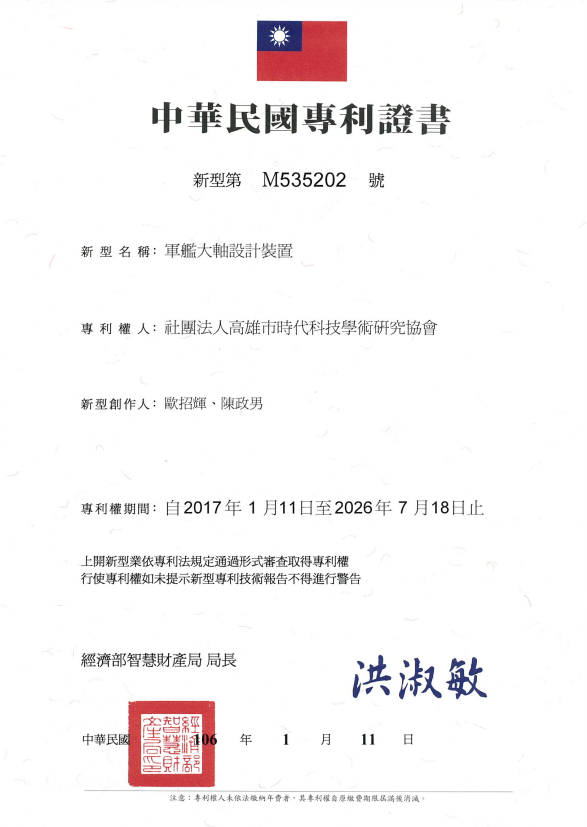 中華民國專利證書
新型第 M535202 號
新型名稱：軍艦大軸設計裝置
專利權人：社團法人高雄市時代科技學術研究協會
新型創作人：歐招輝、陳政男
專利權期間：自2017年1月11日至2026年7月18日止
上開新型業依專利法規定通過形式審查取得專利權
行使專利權如未提示新型專利技術報告不得進行警告
經濟部智慧財產局 局長
洪淑敏
經濟部
智慧財
產局印
中華民國 106 年 1 月 11 日
注意：專利權人未依法繳納年費者，其專利權自原繳費期限屆滿後消滅。